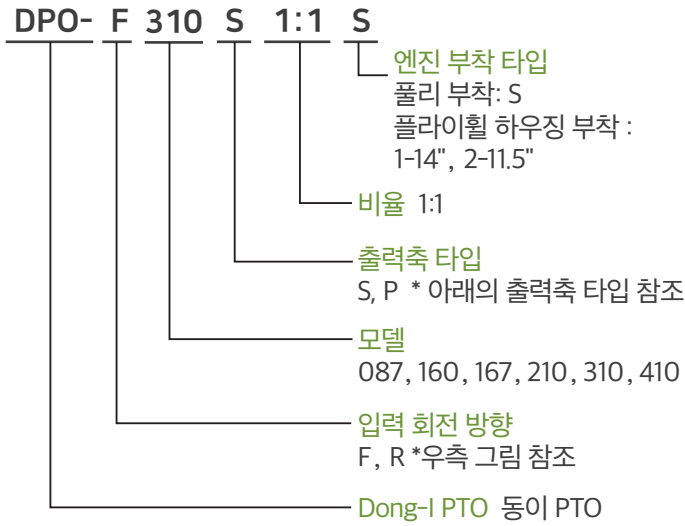 DPO- F 310 S 1:1 S
엔진 부착 타입
풀리 부착: S
플라이휠 하우징 부착 :
1-14", 2-11.5"
비율 1:1
출력축 타입
S, P * 아래의 출력축 타입 참조
모델
087, 160, 167, 210, 310, 410
입력 회전 방향
F, R *우측 그림 참조
Dong-I PTO 동이 PTO